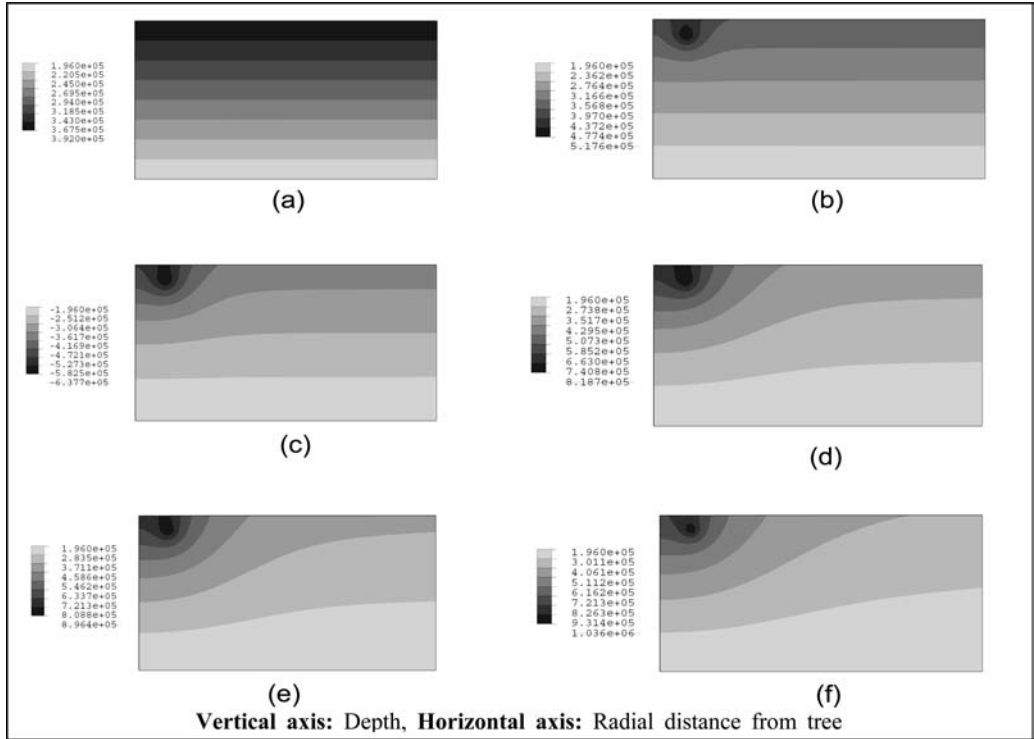 1.960e+05
2.205e+05
2.450e+05
2.695e+05
2.940e+05
3.185e+05
3.430e+05
3.675e+05
3.920e+05
(a)
1.960e+05
2.362e+05
2.764e+05
3.166e+05
3.568e+05
3.970e+05
4.372e+05
4.774e+05
5.176e+05
(b)
-1.960e+05
-2.512e+05
-3.064e+05
-3.617e+05
-4.169e+05
-4.721e+05
-5.273e+05
-5.825e+05
-6.377e+05
(c)
1.960e+05
2.738e+05
3.517e+05
4.295e+05
5.073e+05
5.852e+05
6.630e+05
7.408e+05
8.187e+05
(d)
1.960e+05
2.835e+05
3.711e+05
4.586e+05
5.462e+05
6.337e+05
7.213e+05
8.088e+05
8.964e+05
(e)
1.960e+05
3.011e+05
4.061e+05
5.112e+05
6.162e+05
7.213e+05
8.263e+05
9.314e+05
1.036e+06
(f)
Vertical axis: Depth, Horizontal axis: Radial distance from tree